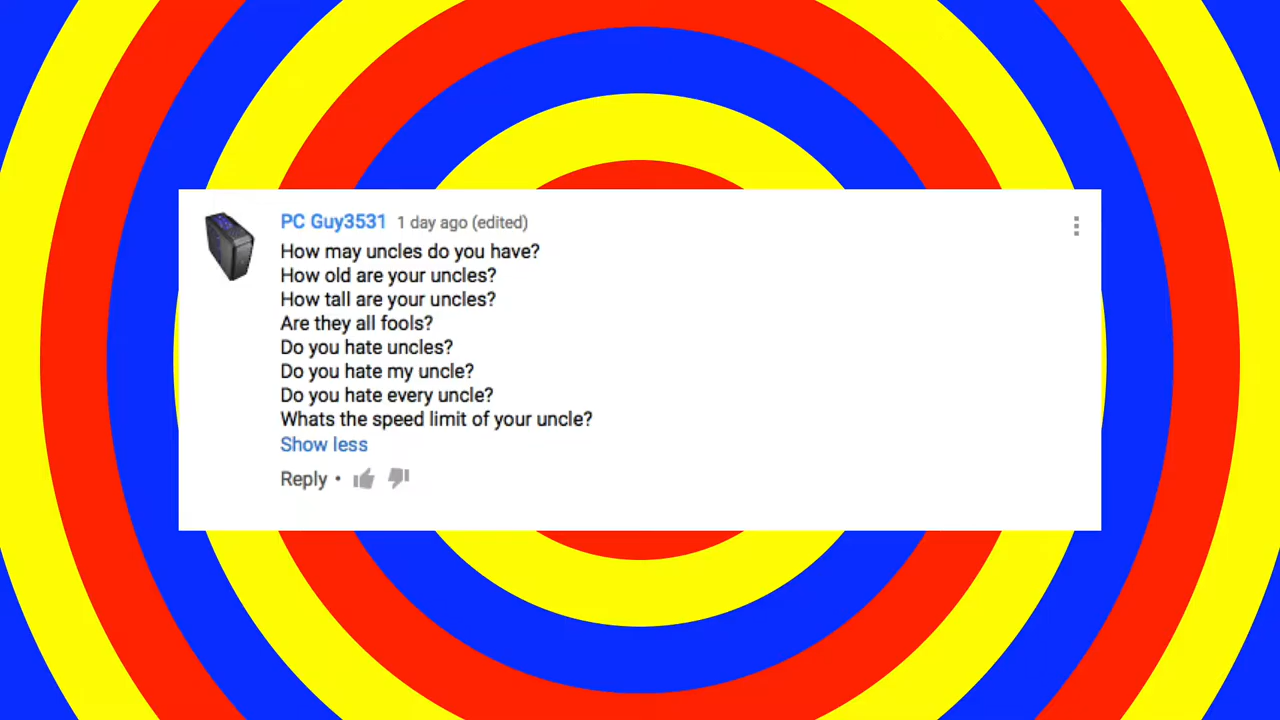 PC Guy3531 1 day ago (edited)
How may uncles do you have?
How old are your uncles?
How tall are your uncles?
Are they all fools?
Do you hate uncles?
Do you hate my uncle?
Do you hate every uncle?
Whats the speed limit of your uncle?
Show less
Reply •